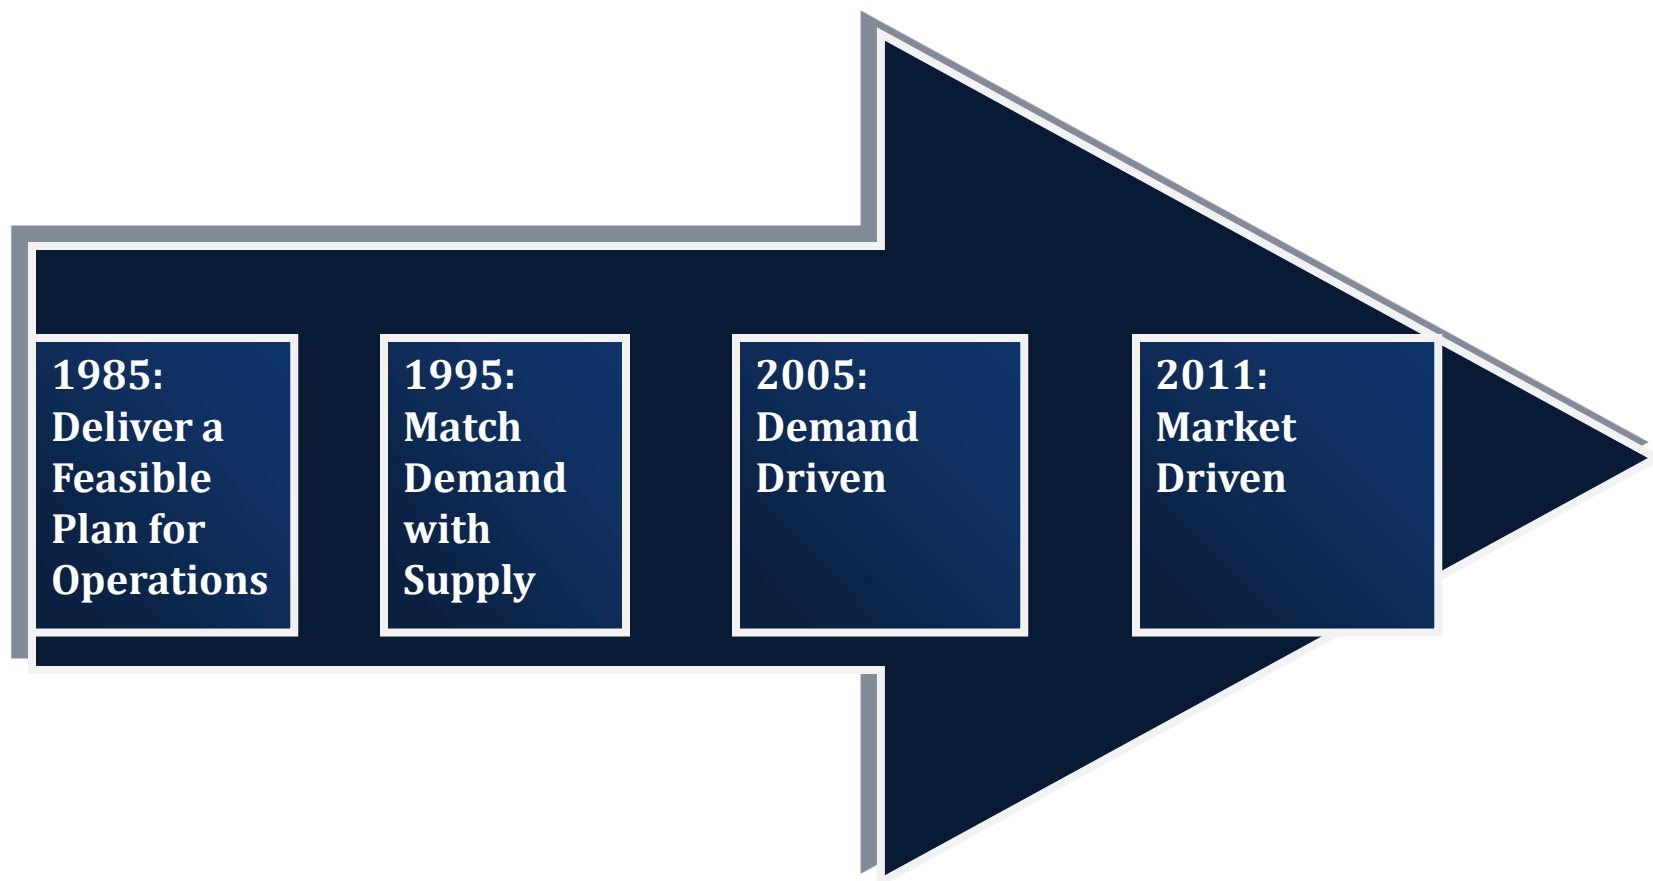 1985:
Deliver a
Feasible
Plan for
Operations
1995:
Match
Demand
with
Supply
2005:
Demand
Driven
2011:
Market
Driven